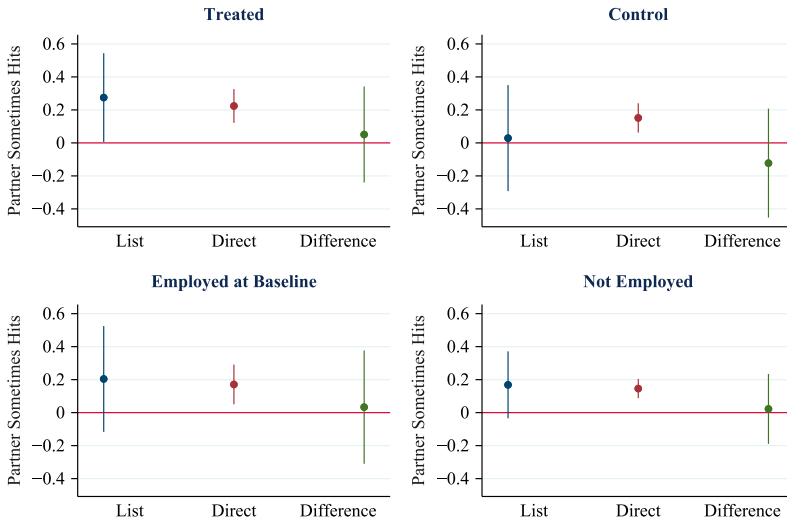 Treated
Partner Sometimes Hits
0.6
0.4
0.2
0
−0.2
−0.4
List Direct Difference
Control
Partner Sometimes Hits
0.6
0.4
0.2
0
−0.2
−0.4
List Direct Difference
Employed at Baseline
Partner Sometimes Hits
0.6
0.4
0.2
0
−0.2
−0.4
List Direct Difference
Not Employed
Partner Sometimes Hits
0.6
0.4
0.2
0
−0.2
−0.4
List Direct Difference